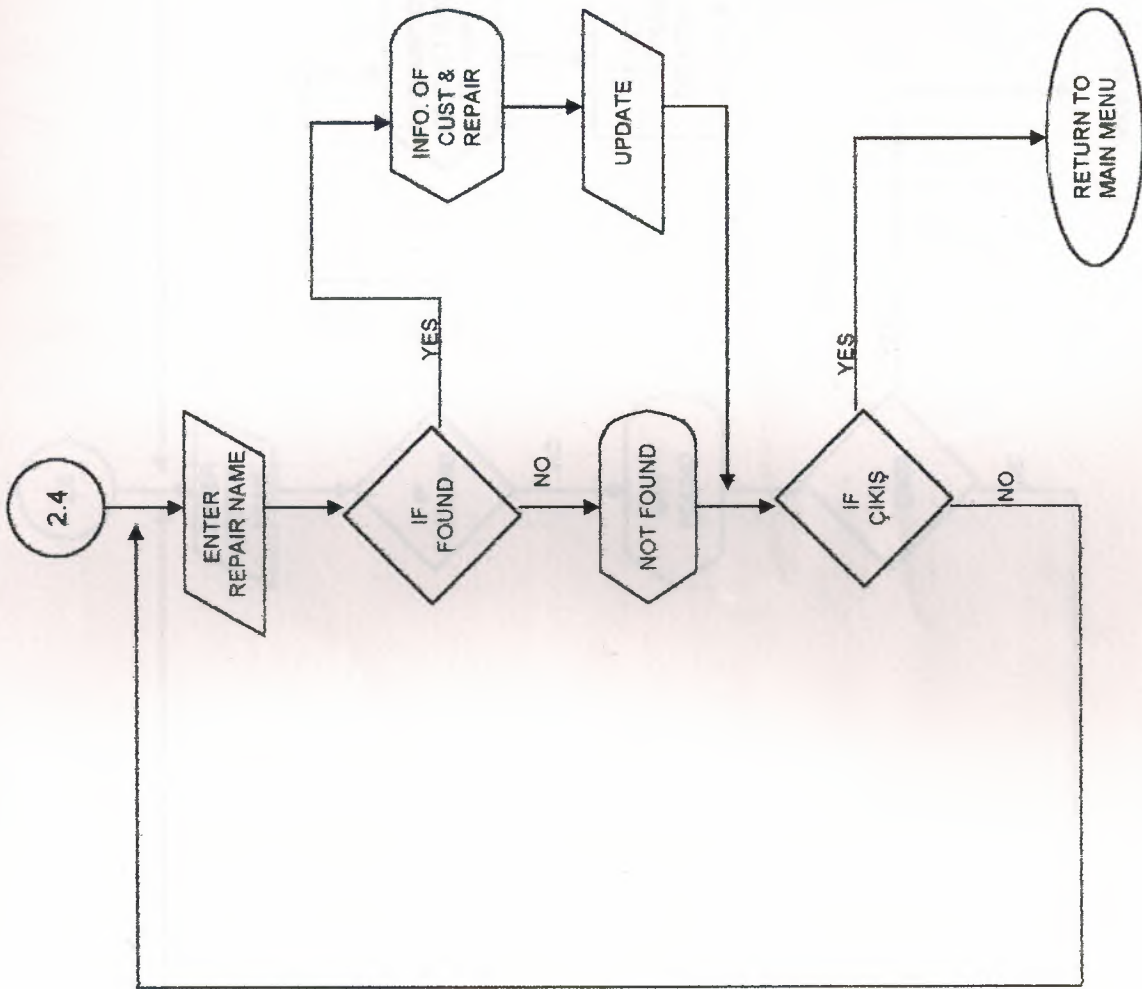 2.4
ENTER
REPAIR NAME
IF
FOUND
YES
NO
INFO. OF
CUST &
REPAIR
UPDATE
NOT FOUND
IF
ÇIKIŞ
YES
NO
RETURN TO
MAIN MENU